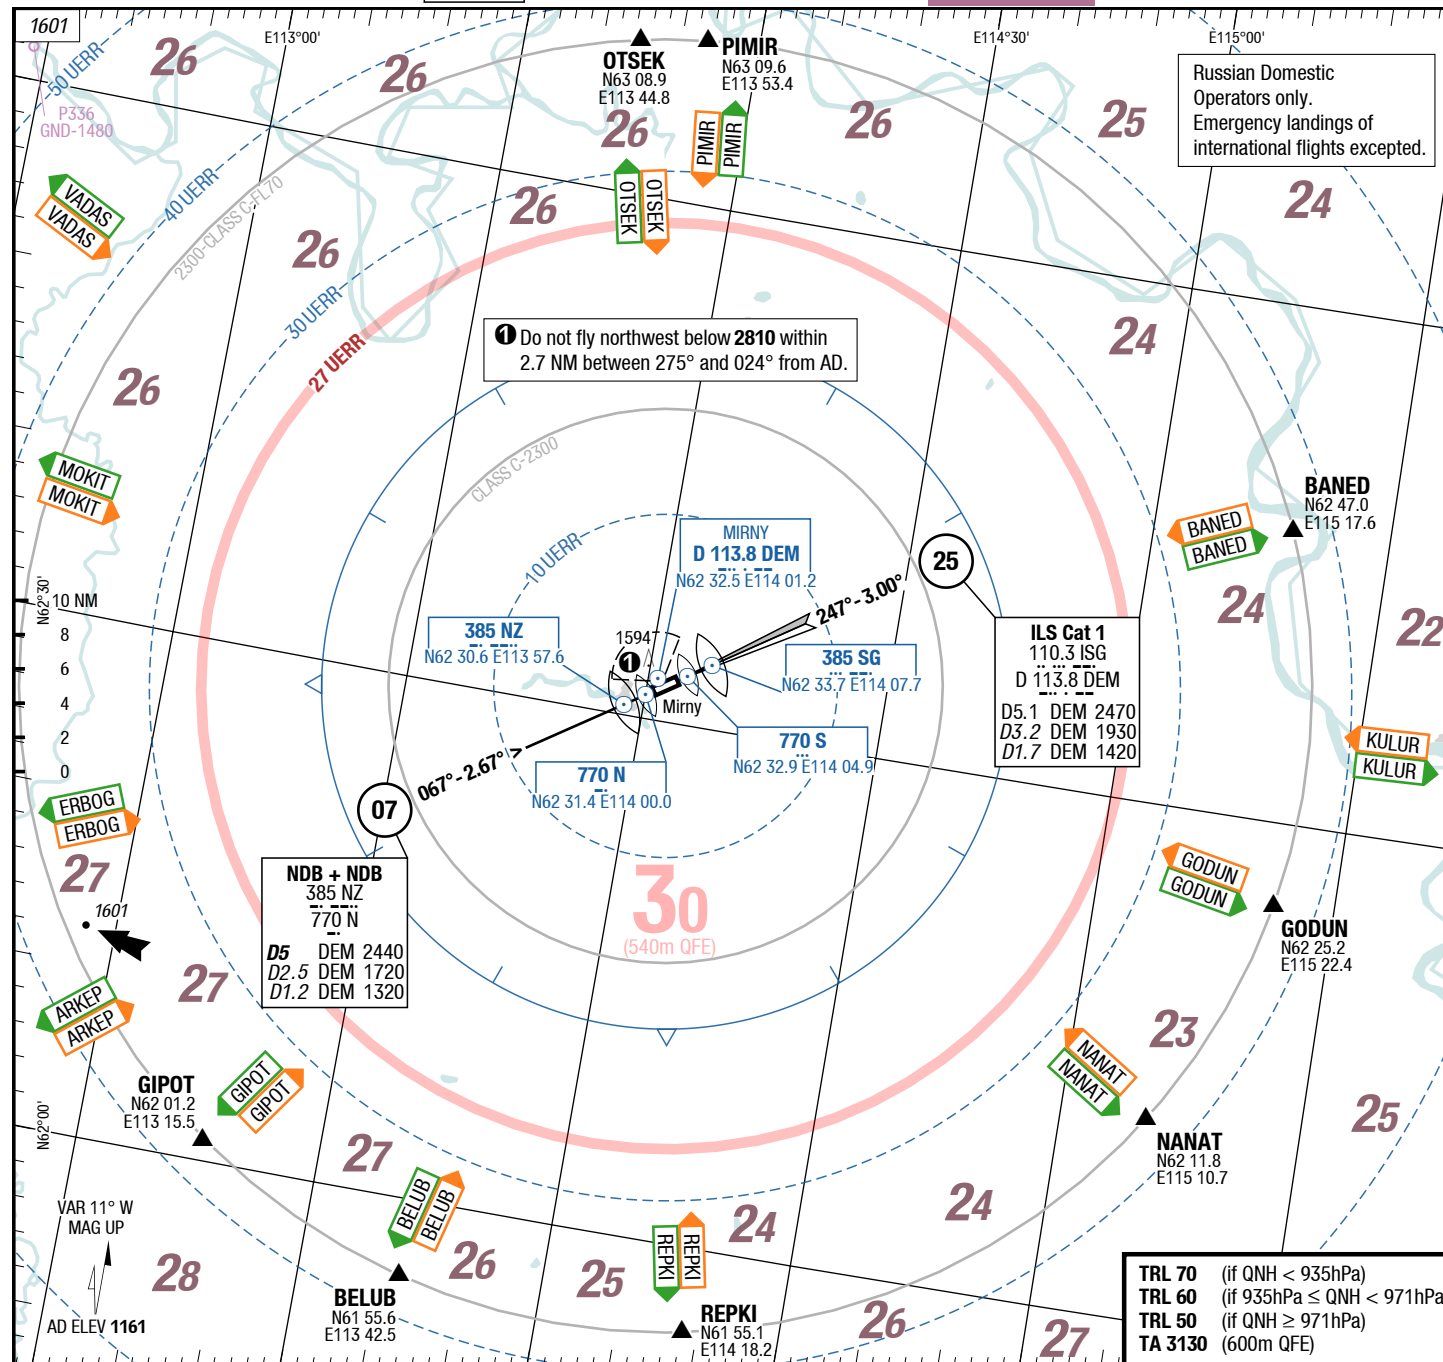 1601
E113°00'
E114°30'
E115°00'
50 UERR
P336
GND-1480
26
26
OTSEK
N63 08.9
E113 44.8
PIMIR
N63 09.6
E113 53.4
26
26
25
Russian Domestic
Operators only.
Emergency landings of
international flights excepted.
PIMIR
PIMIR
VADAS
VADAS
40 UERR
2300-CLASS C-FL70
OTSEK
OTSEK
26
26
24
30 UERR
27 UERR
1 Do not fly northwest below 2810 within
2.7 NM between 275° and 024° from AD.
24
26
CLASS C-2300
MOKIT
MOKIT
BANED
N62 47.0
E115 17.6
BANED
BANED
10 UERR
MIRNY
D 113.8 DEM
N62 32.5 E114 01.2
25
247°-3.00°
N62°30'
10 NM
8
6
4
2
0
24
22
385 NZ
N62 30.6 E113 57.6
1594
1
Mirny
385 SG
N62 33.7 E114 07.7
ILS Cat 1
110.3 ISG
D 113.8 DEM
D5.1 DEM 2470
D3.2 DEM 1930
D1.7 DEM 1420
770 S
N62 32.9 E114 04.9
770 N
N62 31.4 E114 00.0
KULUR
KULUR
067°-2.67° >
07
ERBOG
ERBOG
27
1601
NDB + NDB
385 NZ
770 N
D5 DEM 2440
D2.5 DEM 1720
D1.2 DEM 1320
30
(540m QFE)
GODUN
GODUN
GODUN
N62 25.2
E115 22.4
27
ARKEP
ARKEP
23
NANAT
NANAT
GIPOT
N62 01.2
E113 15.5
GIPOT
GIPOT
N62°00'
NANAT
N62 11.8
E115 10.7
25
27
VAR 11° W
MAG UP
BELUB
BELUB
24
24
REPKI
REPKI
28
26
25
AD ELEV 1161
BELUB
N61 55.6
E113 42.5
REPKI
N61 55.1
E114 18.2
26
27
TRL 70 (if QNH < 935hPa)
TRL 60 (if 935hPa ≤ QNH < 971hPa
TRL 50 (if QNH ≥ 971hPa)
TA 3130 (600m QFE)